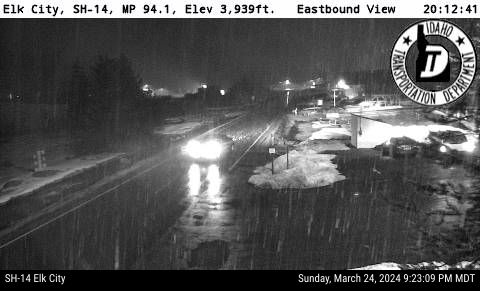 Elk City, SH-14, MP 94.1, Elev 3,939ft. Eastbound View 20:12:41
IDAHO
TRANSPORTATION DEPARTMENT
SH-14 Elk City Sunday, March 24, 2024 9:23:09 PM MDT